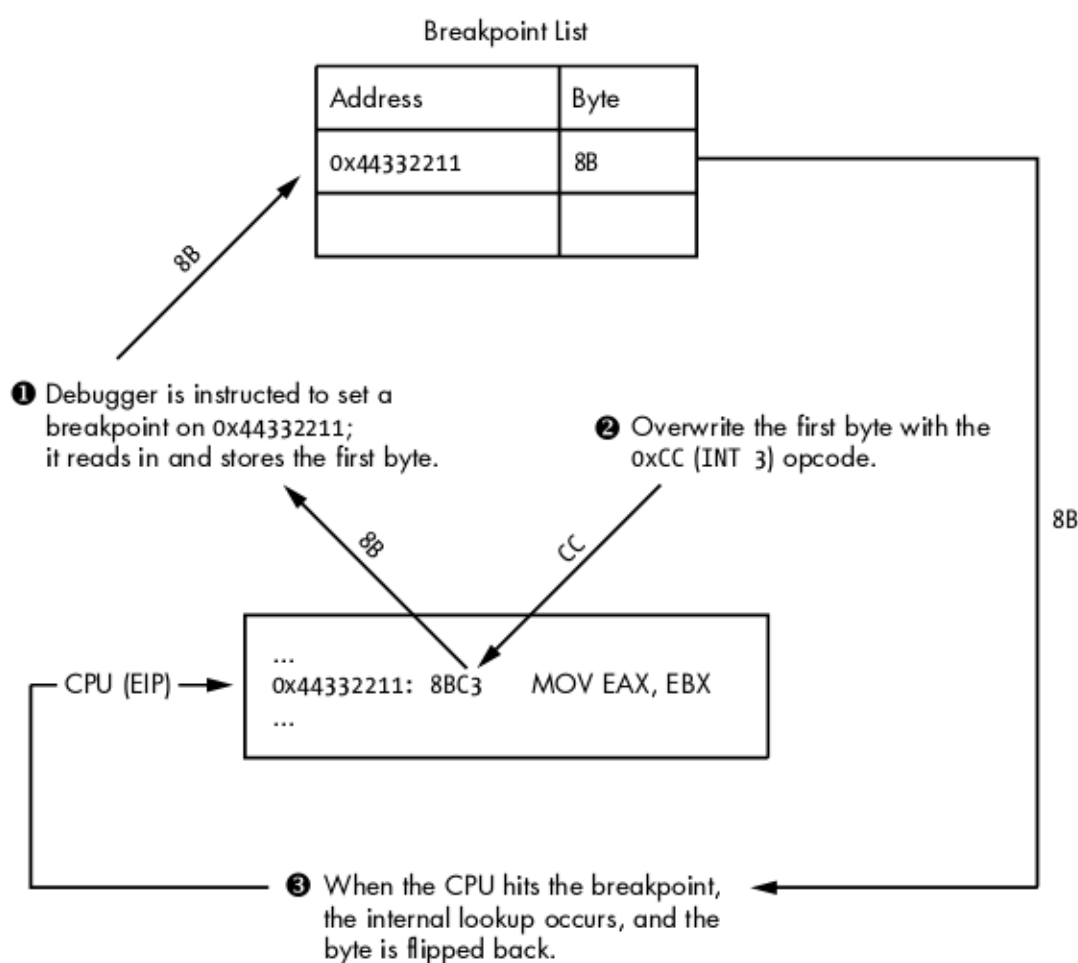 Breakpoint List
Address Byte
0x44332211 8B
8B
❶ Debugger is instructed to set a
breakpoint on 0x44332211;
it reads in and stores the first byte.
❷ Overwrite the first byte with the
0xCC (INT 3) opcode.
8B
8B
CC
...
CPU (EIP) 0x44332211: 8BC3 MOV EAX, EBX
...
❸ When the CPU hits the breakpoint,
the internal lookup occurs, and the
byte is flipped back.